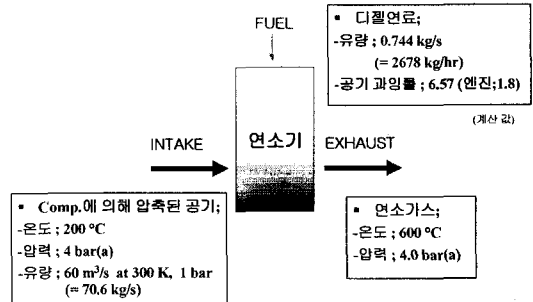 FUEL
▪ 디젤연료;
-유량 ; 0.744 kg/s
(= 2678 kg/hr)
-공기 과잉률 ; 6.57 (엔진;1.8)
(계산 값)
INTAKE
연소기
EXHAUST
▪ Comp.에 의해 압축된 공기;
-온도 ; 200 °C
-압력 ; 4 bar(a)
-유량 ; 60 m³/s at 300 K, 1 bar
(= 70.6 kg/s)
▪ 연소가스;
-온도 ; 600 °C
-압력 ; 4.0 bar(a)